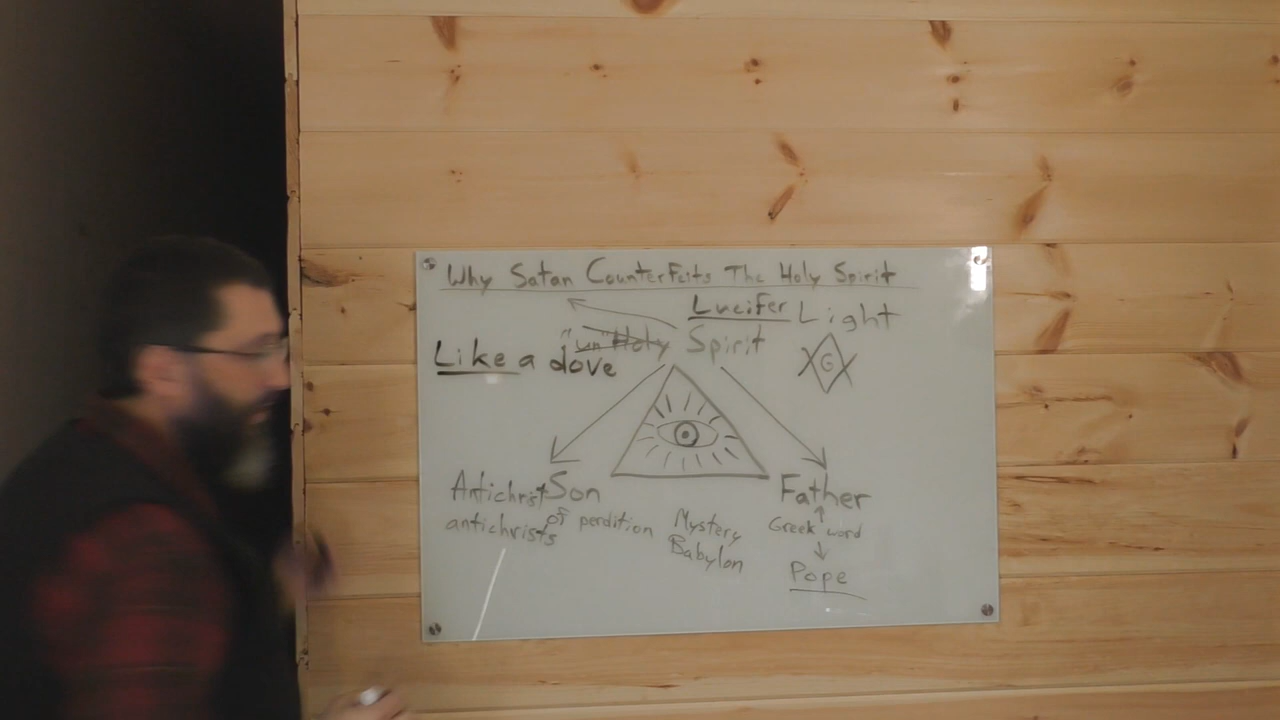 Why Satan Counterfeits The Holy Spirit
Lucifer Light
"un"Holy Spirit
Like a dove
G
Antichrist Son Father
antichrists of perdition
Mystery
Babylon
Greek word
Pope